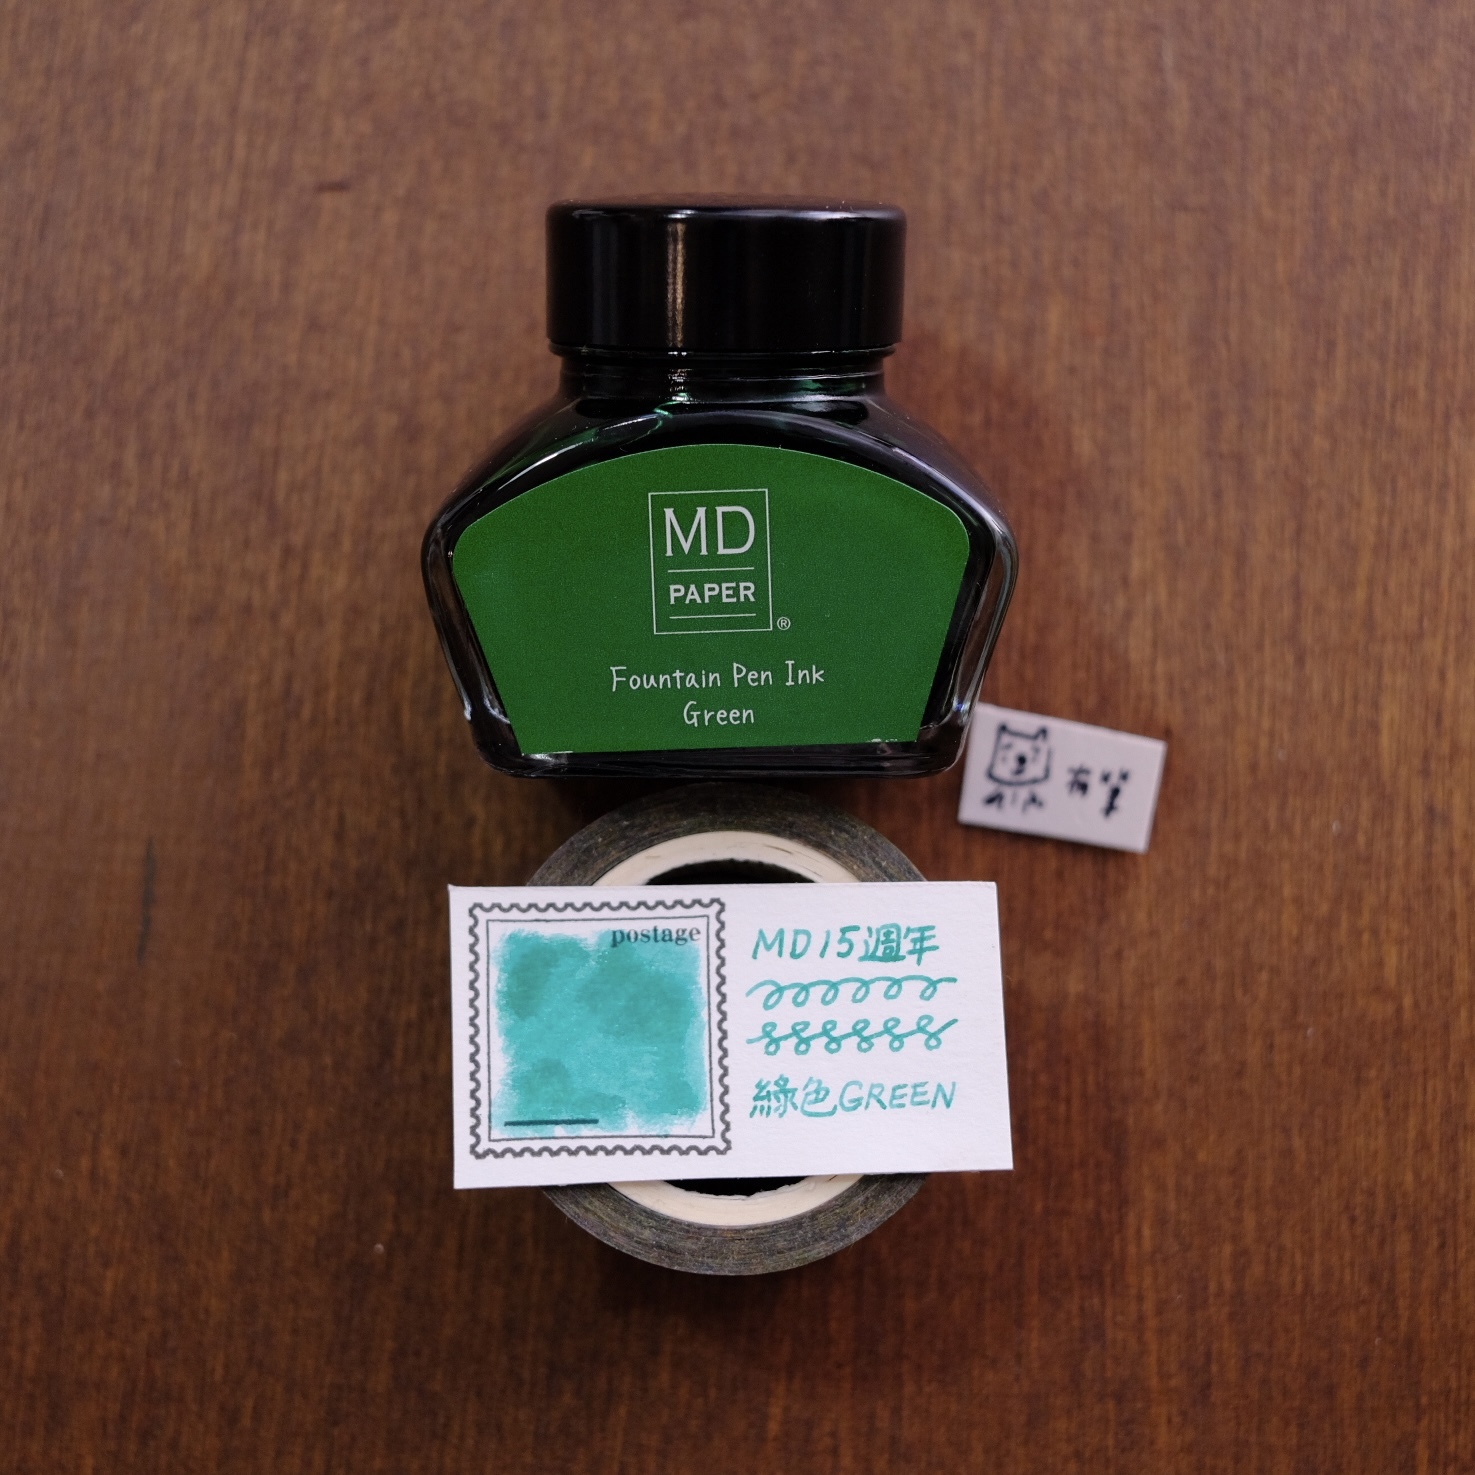 MD
PAPER
®
Fountain Pen Ink
Green
postage
MD15週年
綠色GREEN